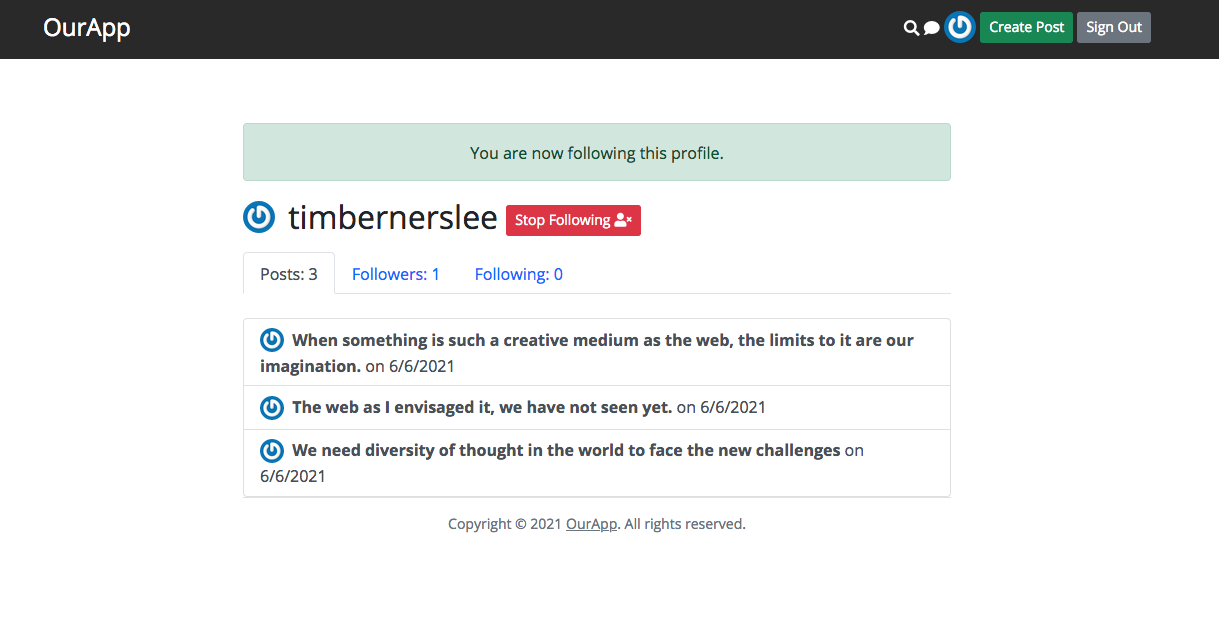 OurApp
Create Post
Sign Out
You are now following this profile.
timbernerslee
Stop Following
Posts: 3
Followers: 1
Following: 0
When something is such a creative medium as the web, the limits to it are our
imagination. on 6/6/2021
The web as I envisaged it, we have not seen yet. on 6/6/2021
We need diversity of thought in the world to face the new challenges on
6/6/2021
Copyright © 2021 OurApp. All rights reserved.